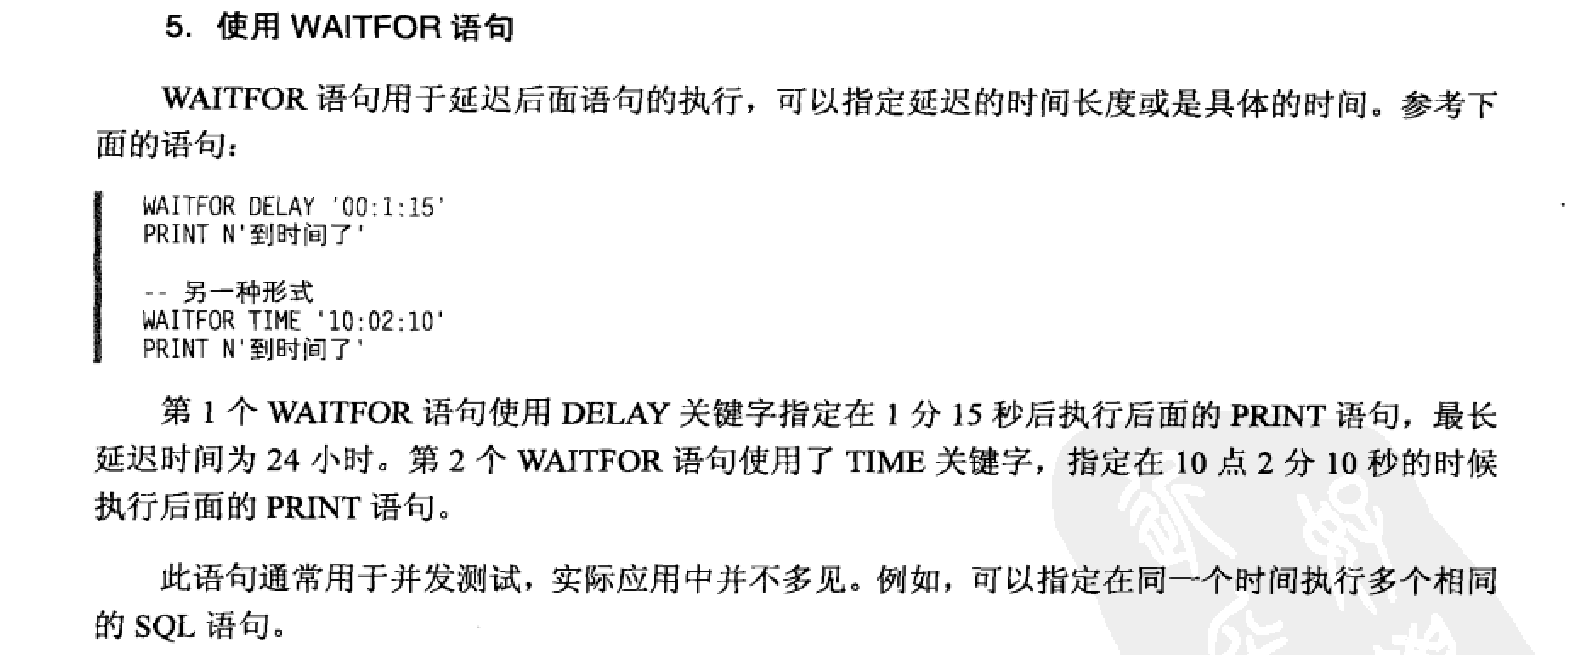 5. 使用 WAITFOR 语句
WAITFOR 语句用于延迟后面语句的执行，可以指定延迟的时间长度或是具体的时间。参考下
面的语句：
WAITFOR DELAY '00:1:15'
PRINT N'到时间了'
-- 另一种形式
WAITFOR TIME '10:02:10'
PRINT N'到时间了'
第 1 个 WAITFOR 语句使用 DELAY 关键字指定在 1 分 15 秒后执行后面的 PRINT 语句，最长
延迟时间为 24 小时。第 2 个 WAITFOR 语句使用了 TIME 关键字，指定在 10 点 2 分 10 秒的时候
执行后面的 PRINT 语句。
此语句通常用于并发测试，实际应用中并不多见。例如，可以指定在同一个时间执行多个相同
的 SQL 语句。